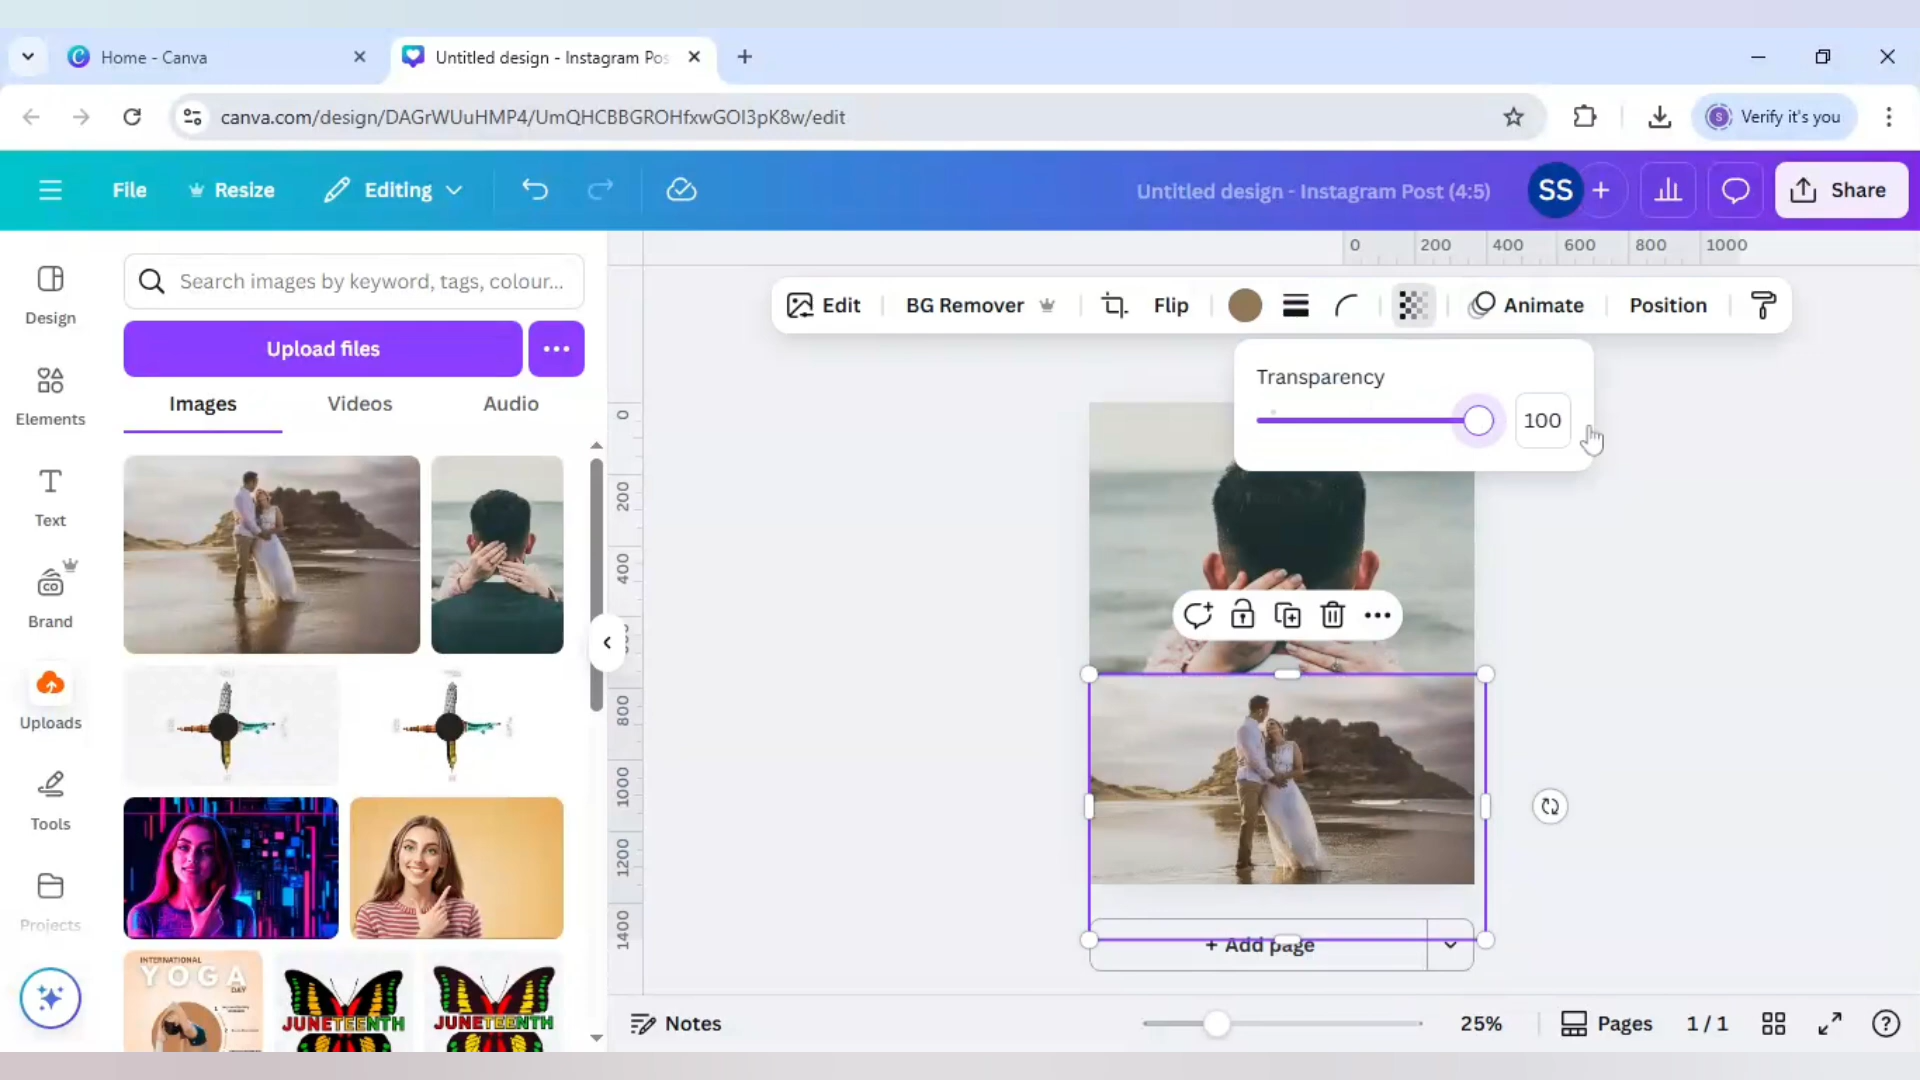 Home - Canva
Untitled design - Instagram Pos
canva.com/design/DAGrWUuHMP4/UmQHCBBGROHfxwGOI3pK8w/edit
S
Verify it's you
File
Resize
Editing
Untitled design - Instagram Post (4:5)
SS
Share
Search images by keyword, tags, colour...
Upload files
Images
Videos
Audio
Design
Elements
Text
Brand
Uploads
Tools
Projects
INTERNATIONAL
YOGA
DAY
JUNETEENTH
JUNETEENTH
0 200 400 600 800 1000
0
200
400
800
1000
1200
1400
Edit
BG Remover
Flip
Animate
Position
Transparency
100
+ Add page
Notes
25%
Pages
1 / 1